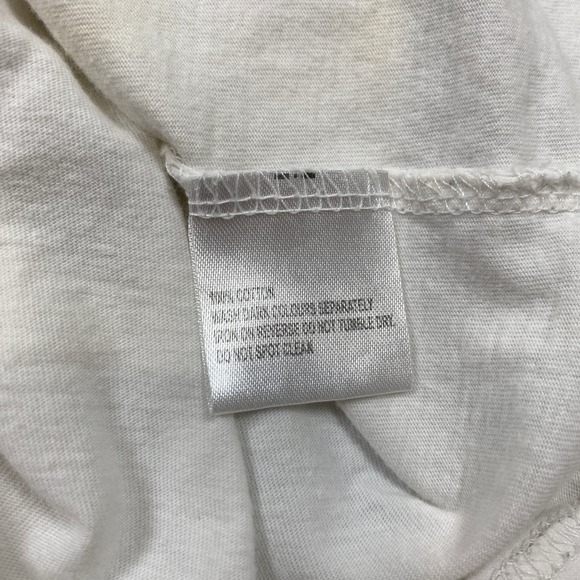 100% COTTON
WASH DARK COLOURS SEPARATELY
IRON ON REVERSE DO NOT TUMBLE DRY.
DO NOT SPOT CLEAN